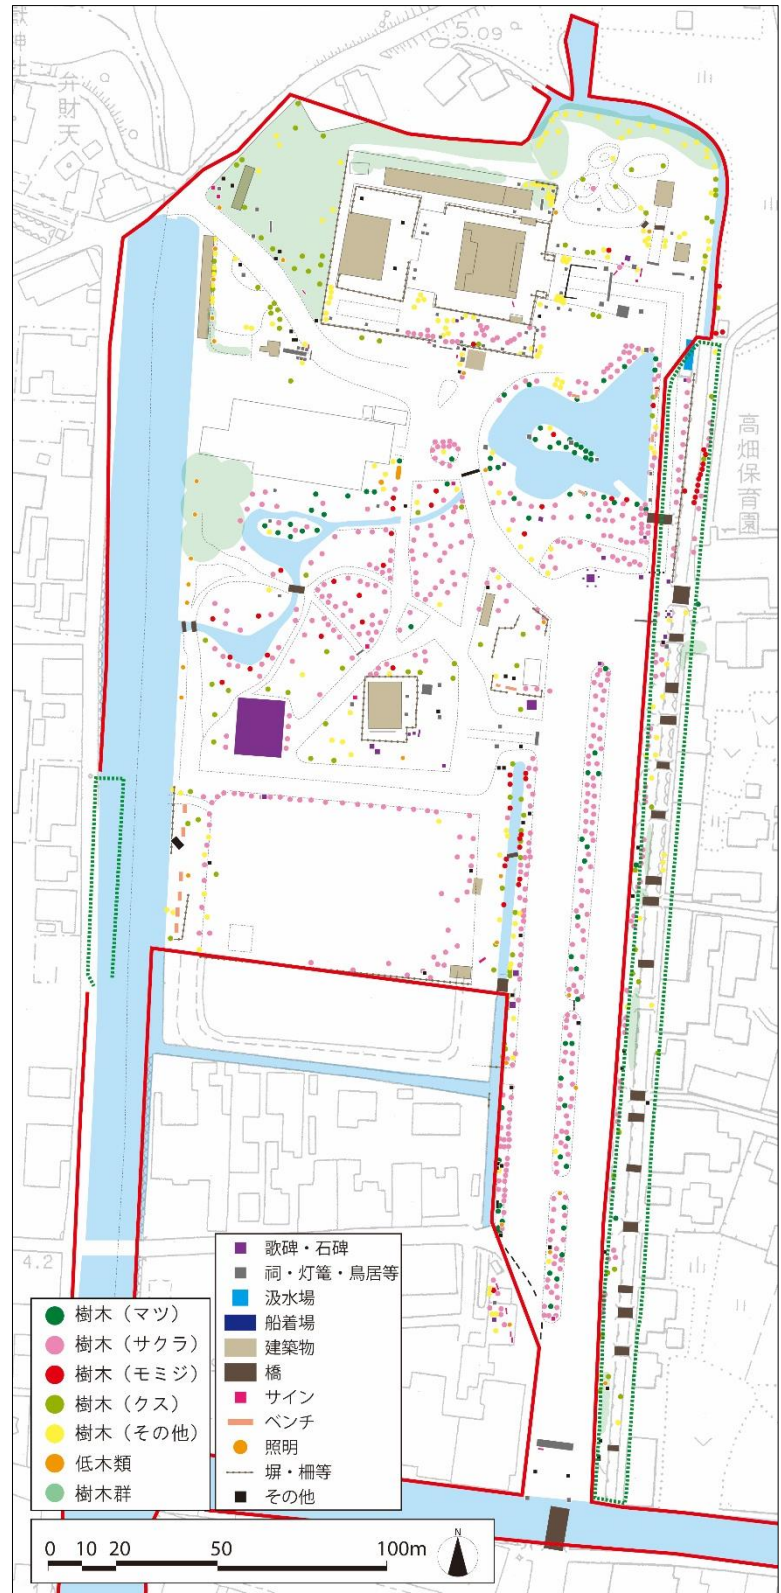 5.09
弁財天
高畑保育園
4.2
歌碑・石碑
祠・灯篭・鳥居等
汲水場
船着場
建築物
橋
サイン
ベンチ
照明
塀・柵等
その他
樹木（マツ）
樹木（サクラ）
樹木（モミジ）
樹木（クス）
樹木（その他）
低木類
樹木群
0 10 20 50 100m
N